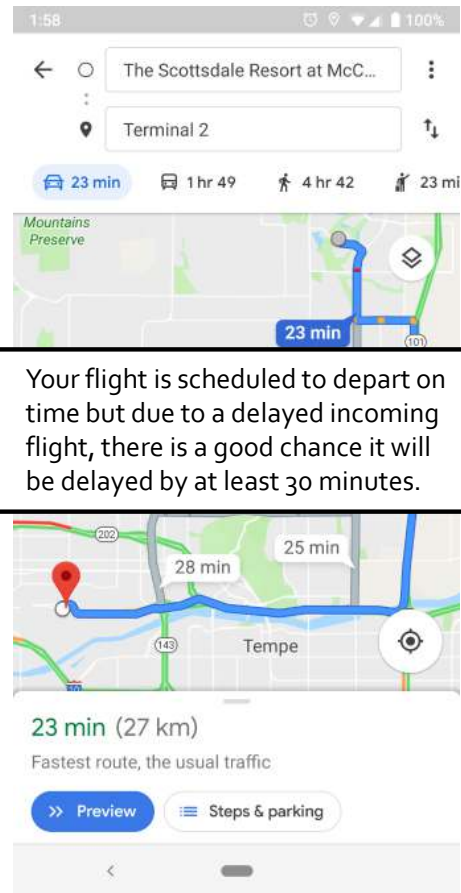 1:58 100%
The Scottsdale Resort at McC...
Terminal 2
23 min 1 hr 49 4 hr 42 23 mi
Mountains
Preserve
23 min
101
Your flight is scheduled to depart on
time but due to a delayed incoming
flight, there is a good chance it will
be delayed by at least 30 minutes.
202
25 min
28 min
143
Tempe
10
23 min (27 km)
Fastest route, the usual traffic
Preview Steps & parking